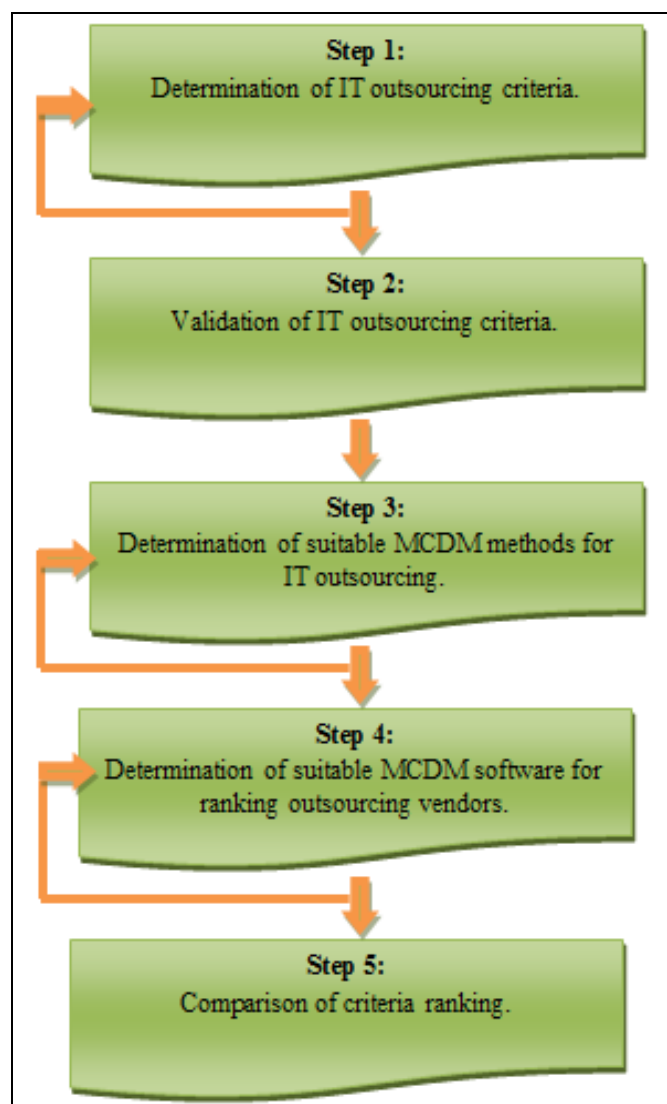 Step 1:
Determination of IT outsourcing criteria.
Step 2:
Validation of IT outsourcing criteria.
Step 3:
Determination of suitable MCDM methods for
IT outsourcing.
Step 4:
Determination of suitable MCDM software for
ranking outsourcing vendors.
Step 5:
Comparison of criteria ranking.